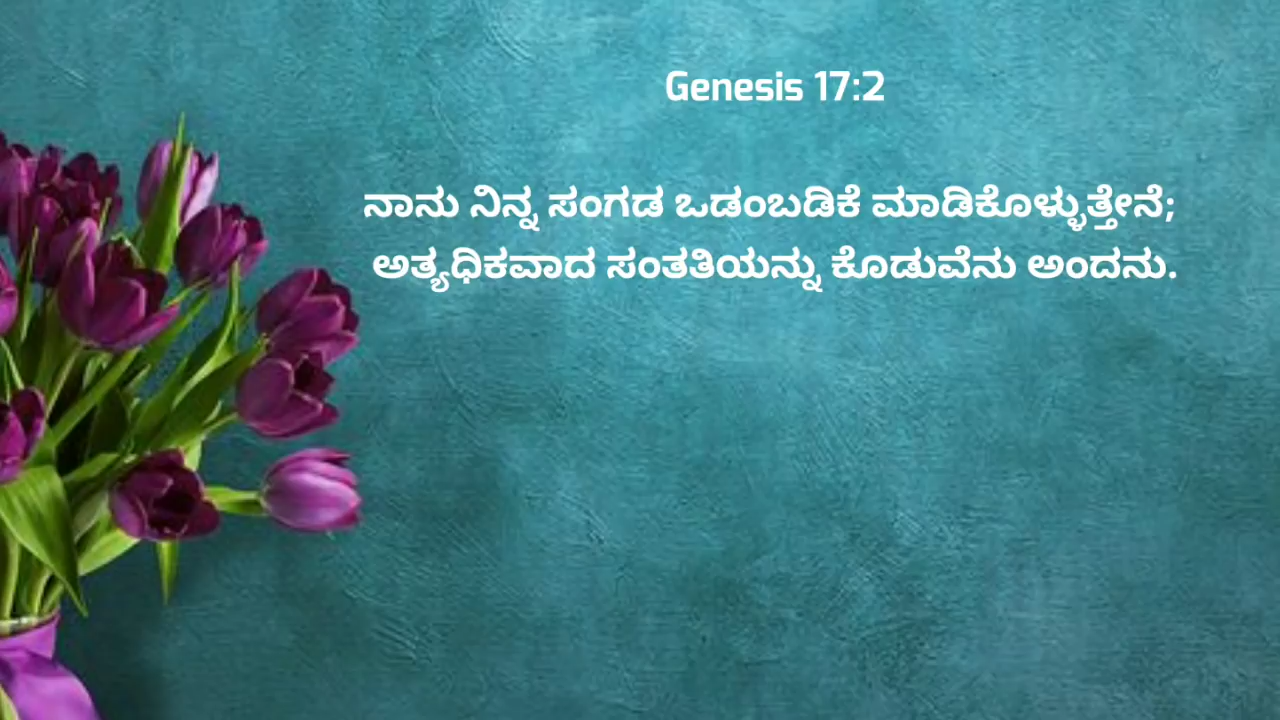 Genesis 17:2
ನಾನು ನಿನ್ನ ಸಂಗಡ ಒಡಂಬಡಿಕೆ ಮಾಡಿಕೊಳ್ಳುತ್ತೇನೆ;
ಅತ್ಯಧಿಕವಾದ ಸಂತತಿಯನ್ನು ಕೊಡುವೆನು ಅಂದನು.